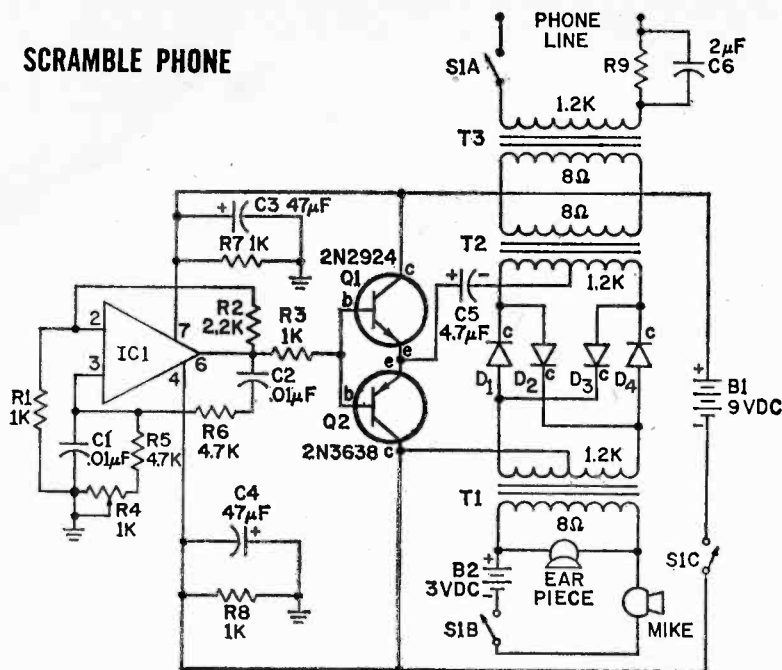 SCRAMBLE PHONE
PHONE
LINE
S1A
R9
2µF
C6
1.2K
T3
8Ω
8Ω
T2
1.2K
C3 47µF
R7 1K
2N2924
Q1
b
c
e
C5
4.7µF
R2
2.2K
R3
1K
2
3
7
4
6
IC1
C2
.01µF
e
b
Q2
2N3638
c
c
c
c
c
D1
D2
D3
D4
B1
9VDC
R1
1K
C1
.01µF
R5
4.7K
R6
4.7K
R4
1K
1.2K
T1
8Ω
C4
47µF
R8
1K
B2
3VDC
EAR
PIECE
S1B
MIKE
S1C